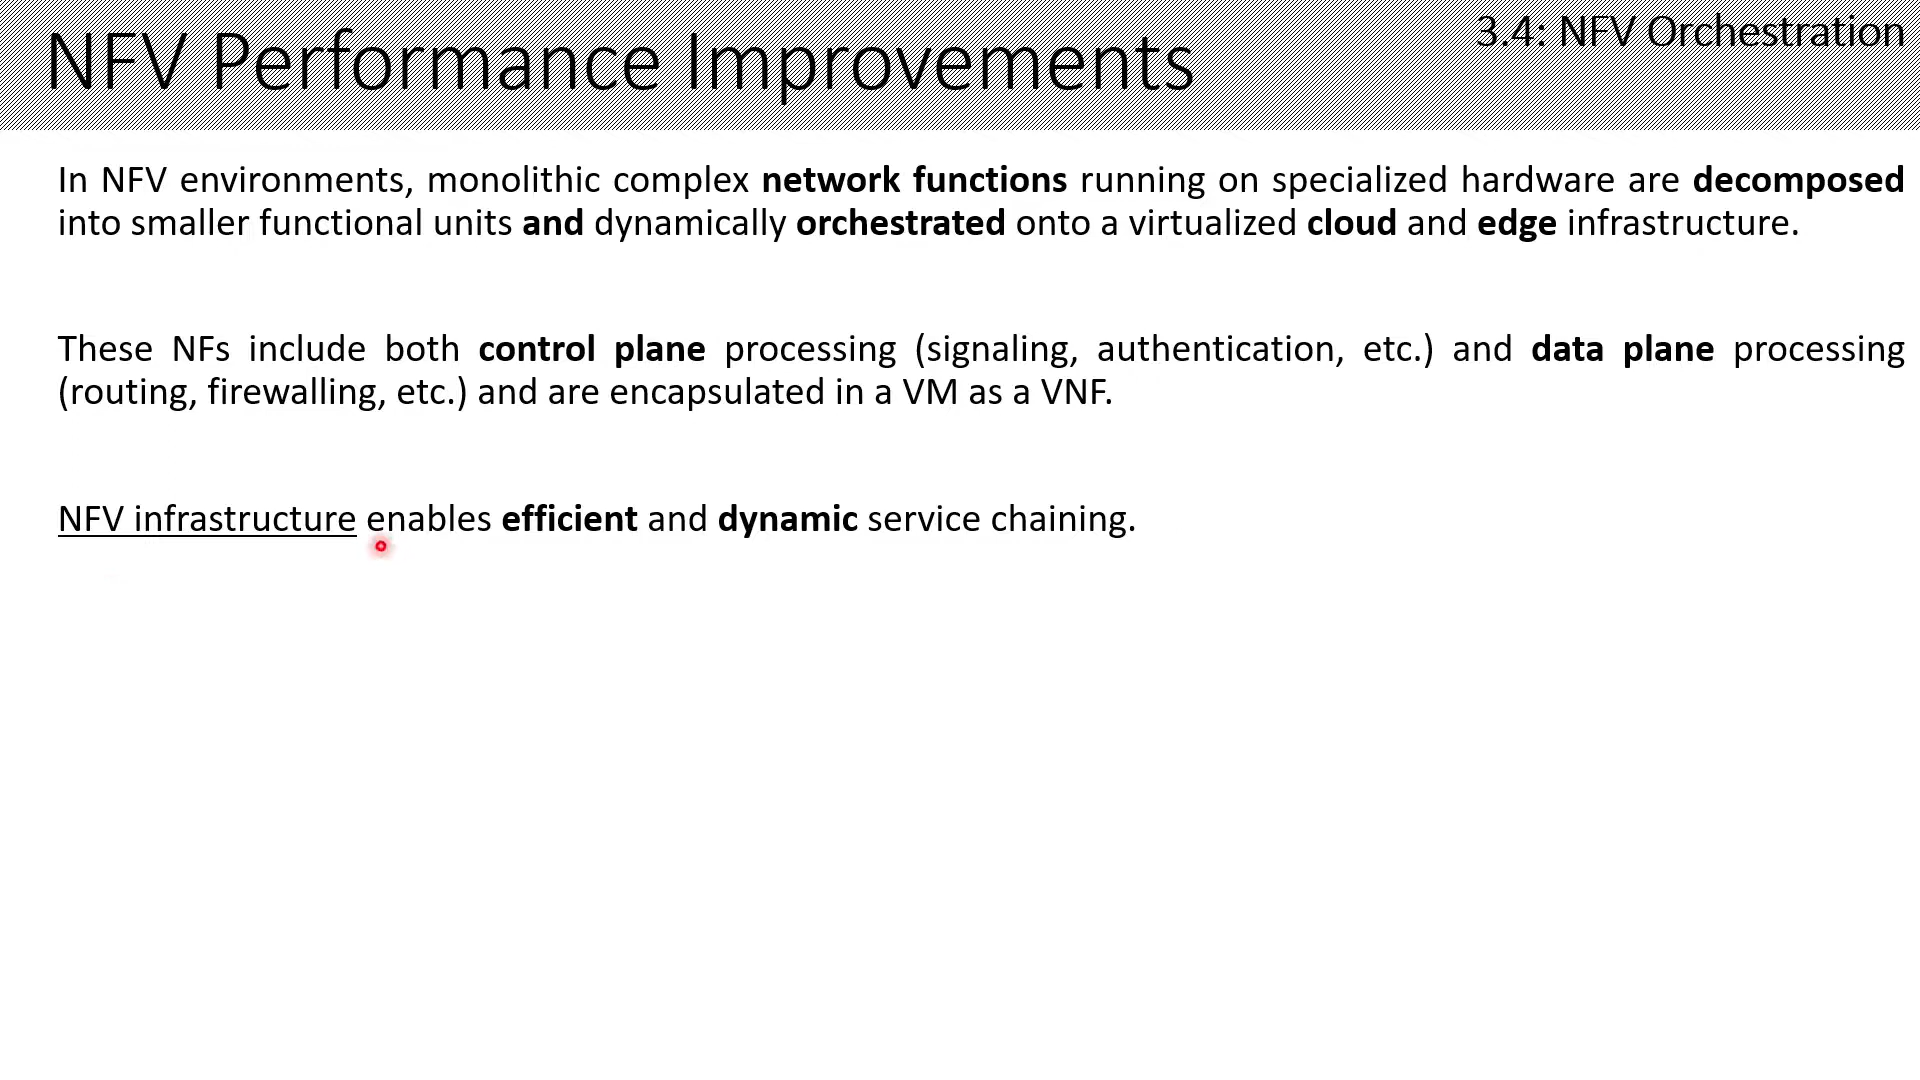 NFV Performance Improvements
3.4: NFV Orchestration
In NFV environments, monolithic complex network functions running on specialized hardware are decomposed
into smaller functional units and dynamically orchestrated onto a virtualized cloud and edge infrastructure.
These NFs include both control plane processing (signaling, authentication, etc.) and data plane processing
(routing, firewalling, etc.) and are encapsulated in a VM as a VNF.
NFV infrastructure enables efficient and dynamic service chaining.